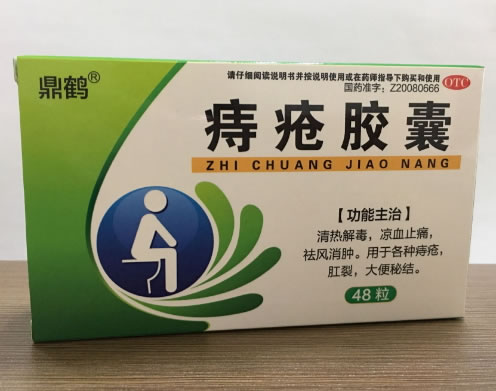 鼎鹤®
请仔细阅读说明书并按说明使用或在药师指导下购买和使用
OTC
国药准字：Z20080666
痔疮胶囊
ZHI CHUANG JIAO NANG
【功能主治】
清热解毒，凉血止痛，
祛风消肿。用于各种痔疮，
肛裂，大便秘结。
48粒